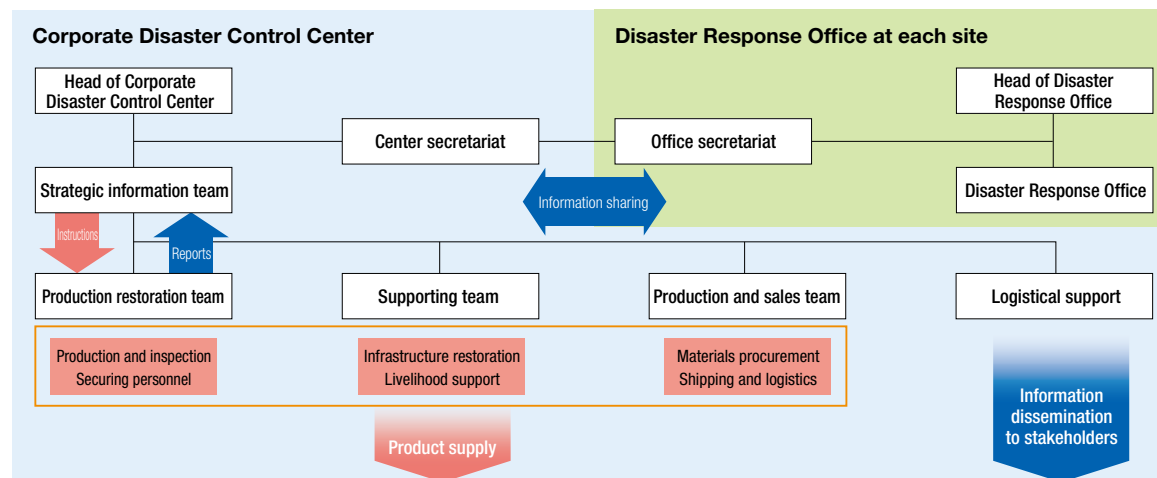 Corporate Disaster Control Center
Disaster Response Office at each site
Head of Corporate
Disaster Control Center
Head of Disaster
Response Office
Center secretariat
Office secretariat
Strategic information team
Information sharing
Disaster Response Office
Instructions
Reports
Production restoration team
Supporting team
Production and sales team
Logistical support
Production and inspection
Securing personnel
Infrastructure restoration
Livelihood support
Materials procurement
Shipping and logistics
Product supply
Information
dissemination
to stakeholders